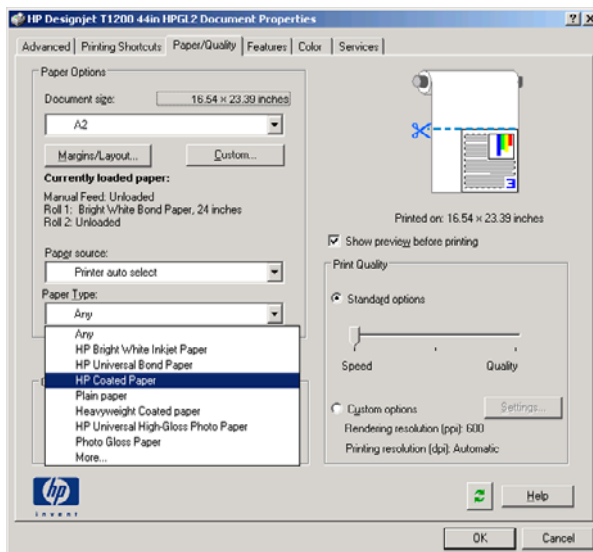 HP Designjet T1200 44in HPGL2 Document Properties
Advanced Printing Shortcuts Paper/Quality Features Color Services
Paper Options
Document size: 16.54 × 23.39 inches
A2
Margins/Layout... Custom...
Currently loaded paper:
Manual Feed: Unloaded
Roll 1: Bright White Bond Paper, 24 inches
Roll 2: Unloaded
Paper source:
Printer auto select
Paper Type:
Any
Any
HP Bright White Inkjet Paper
HP Universal Bond Paper
HP Coated Paper
Plain paper
Heavyweight Coated paper
HP Universal High-Gloss Photo Paper
Photo Gloss Paper
More...
3
Printed on: 16.54 × 23.39 inches
Show preview before printing
Print Quality
Standard options
Speed Quality
Custom options Settings...
Rendering resolution (ppi): 600
Printing resolution (dpi): Automatic
hp
invent
Help
OK Cancel